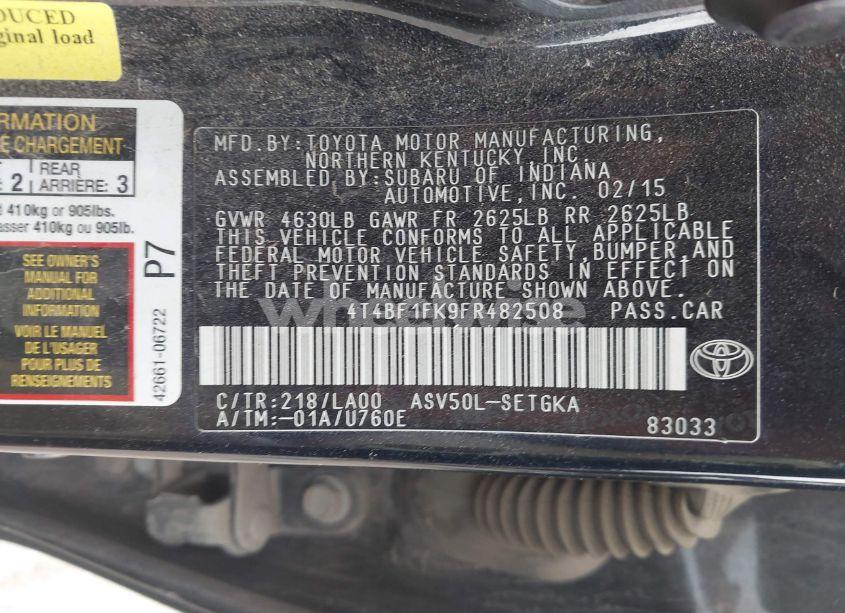 DUCED
ginal load
RMATION
E CHARGEMENT
2
REAR
ARRIÈRE: 3
410kg or 905lbs.
asser 410kg ou 905lb.
SEE OWNER'S
MANUAL FOR
ADDITIONAL
INFORMATION
VOIR LE
MANUEL DE
L'USAGER
POUR PLUS DE
RENSEIGNEMENTS
P7
42661-06722
MFD.BY:TOYOTA MOTOR MANUFACTURING,
NORTHERN KENTUCKY,INC.
ASSEMBLED BY:SUBARU OF INDIANA
AUTOMOTIVE,INC. 02/15
GVWR 4630LB GAWR FR 2625LB RR 2625LB
THIS VEHICLE CONFORMS TO ALL APPLICABLE
FEDERAL MOTOR VEHICLE SAFETY,BUMPER,AND
THEFT PREVENTION STANDARDS IN EFFECT ON
THE DATE OF MANUFACTURE SHOWN ABOVE.
4T4BF1FK9FR482508 PASS.CAR
C/TR:218/LA00 ASV50L-SETGKA
A/TM:-01A/U760E
83033